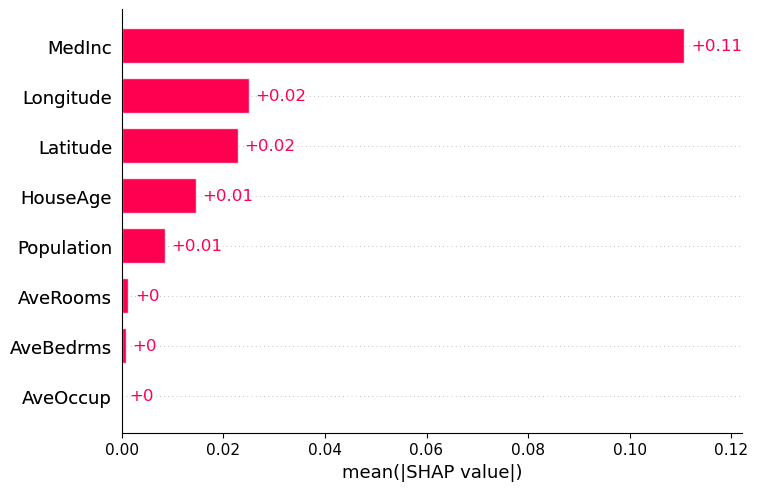 MedInc +0.11
Longitude +0.02
Latitude +0.02
HouseAge +0.01
Population +0.01
AveRooms +0
AveBedrms +0
AveOccup +0
0.00 0.02 0.04 0.06 0.08 0.10 0.12
mean(|SHAP value|)